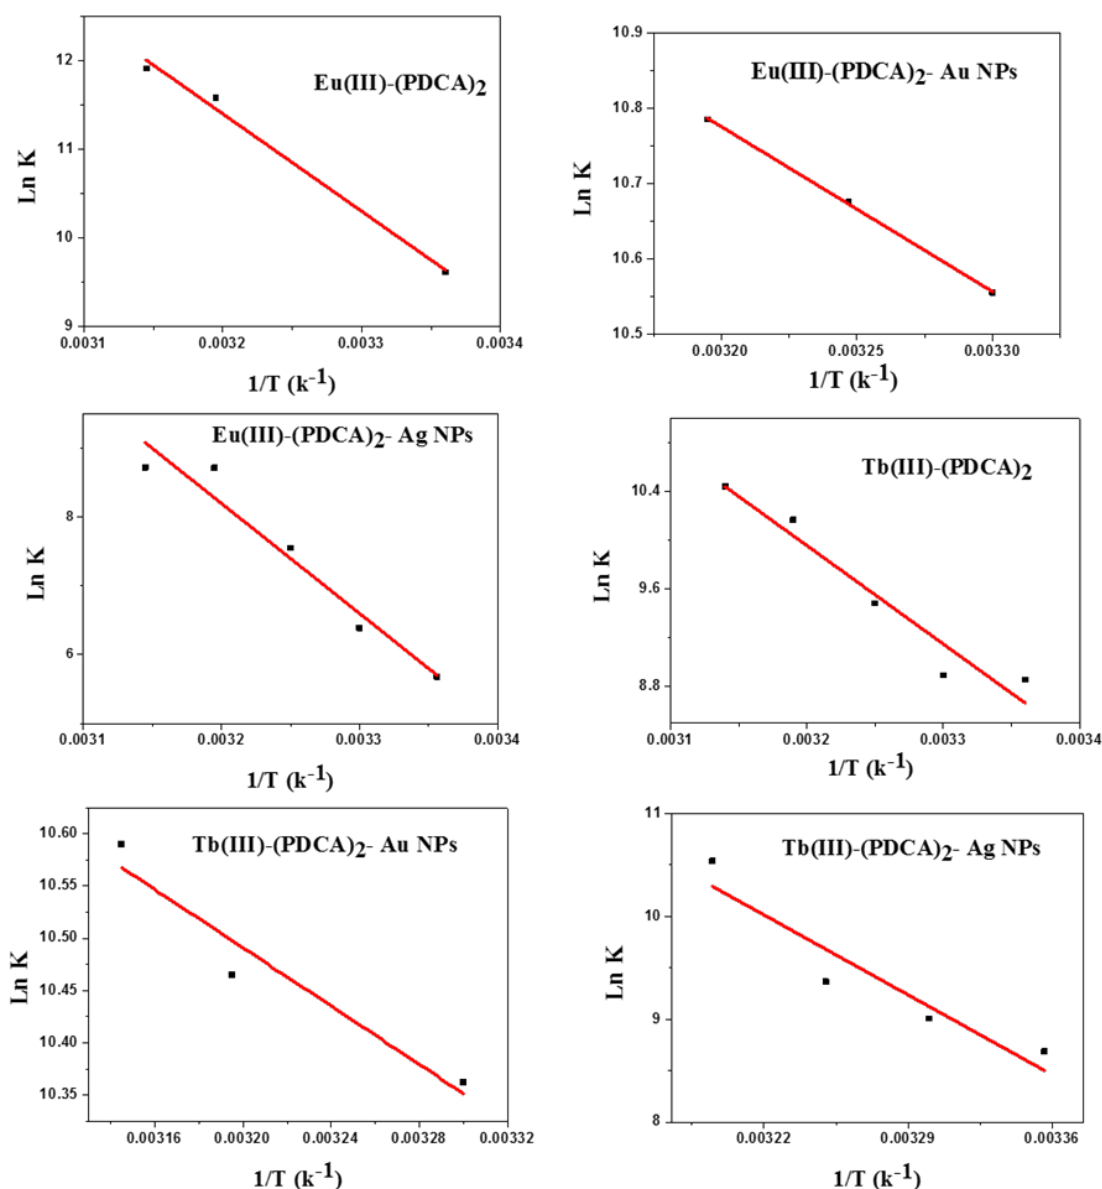 Eu(III)-(PDCA)2
12
11
10
9
0.0031
0.0032
0.0033
0.0034
Ln K
1/T (k-1)
Eu(III)-(PDCA)2- Au NPs
10.9
10.8
10.7
10.6
10.5
0.00320
0.00325
0.00330
Ln K
1/T (k-1)
Eu(III)-(PDCA)2- Ag NPs
8
6
0.0031
0.0032
0.0033
0.0034
Ln K
1/T (k-1)
Tb(III)-(PDCA)2
10.4
9.6
8.8
0.0031
0.0032
0.0033
0.0034
Ln K
1/T (k-1)
Tb(III)-(PDCA)2- Au NPs
10.60
10.55
10.50
10.45
10.40
10.35
0.00316
0.00320
0.00324
0.00328
0.00332
Ln K
1/T (k-1)
Tb(III)-(PDCA)2- Ag NPs
11
10
9
8
0.00322
0.00329
0.00336
Ln K
1/T (k-1)